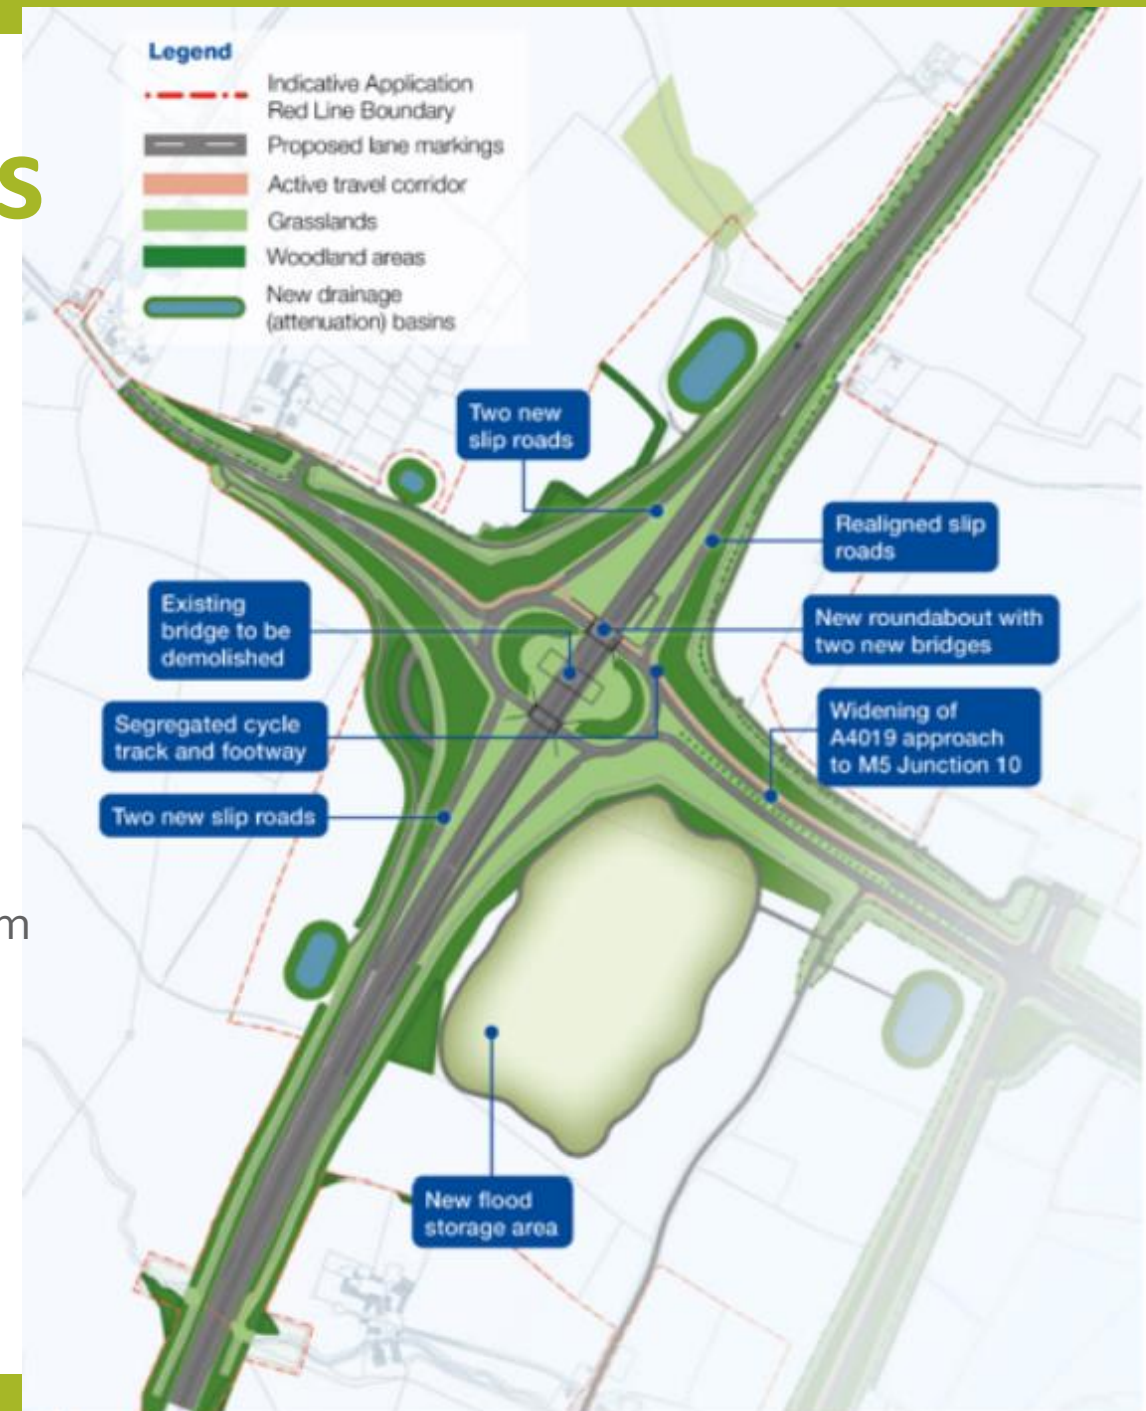 Legend
Indicative Application
Red Line Boundary
Proposed lane markings
Active travel corridor
Grasslands
Woodland areas
New drainage
(attenuation) basins
s
Two new
slip roads
Realigned slip
roads
Existing
bridge to be
demolished
New roundabout with
two new bridges
Segregated cycle
track and footway
Widening of
A4019 approach
to M5 Junction 10
Two new slip roads
m
New flood
storage area